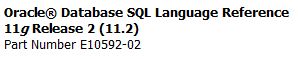 Oracle® Database SQL Language Reference
11g Release 2 (11.2)
Part Number E10592-02